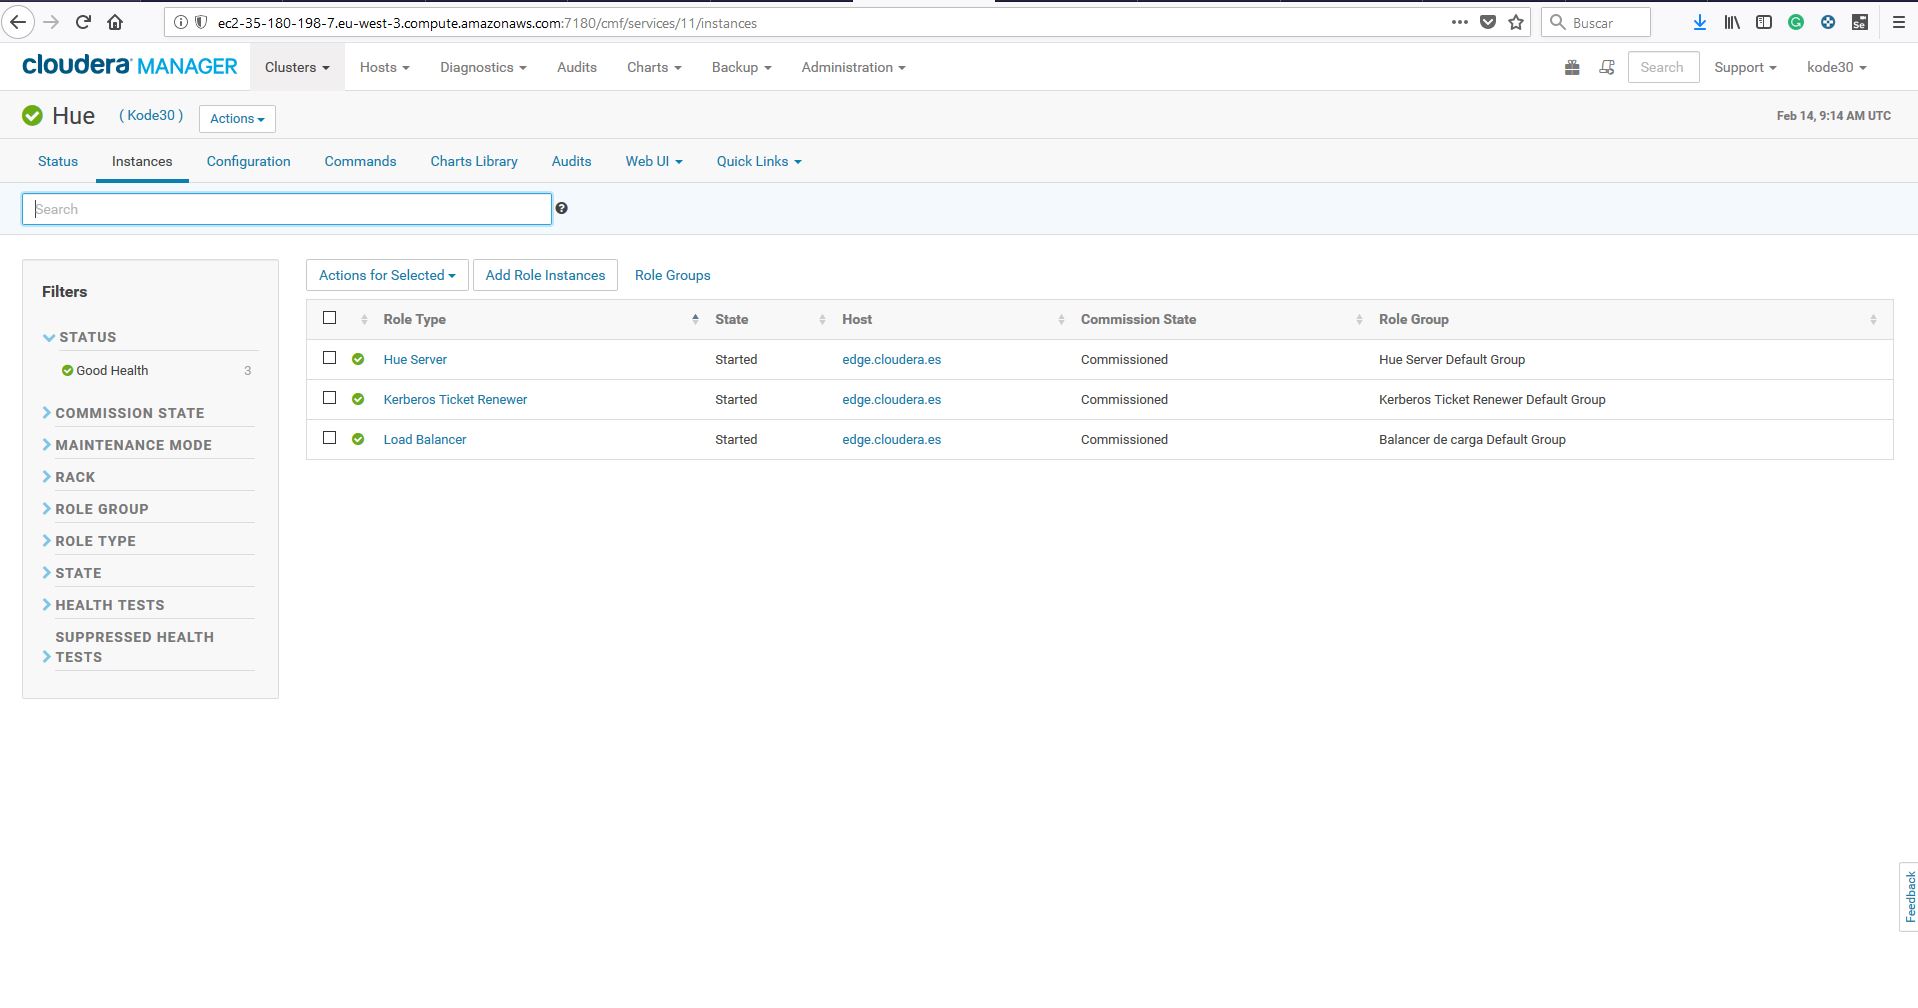 ec2-35-180-198-7.eu-west-3.compute.amazonaws.com:7180/cmf/services/11/instances
Buscar
Se
cloudera MANAGER
Clusters
Hosts
Diagnostics
Audits
Charts
Backup
Administration
Search
Support
kode30
Hue
( Kode30 )
Actions
Feb 14, 9:14 AM UTC
Status
Instances
Configuration
Commands
Charts Library
Audits
Web UI
Quick Links
Search
Filters
STATUS
Good Health 3
COMMISSION STATE
MAINTENANCE MODE
RACK
ROLE GROUP
ROLE TYPE
STATE
HEALTH TESTS
SUPPRESSED HEALTH
TESTS
Actions for Selected
Add Role Instances
Role Groups
Role Type State Host Commission State Role Group
Hue Server Started edge.cloudera.es Commissioned Hue Server Default Group
Kerberos Ticket Renewer Started edge.cloudera.es Commissioned Kerberos Ticket Renewer Default Group
Load Balancer Started edge.cloudera.es Commissioned Balancer de carga Default Group
Feedback